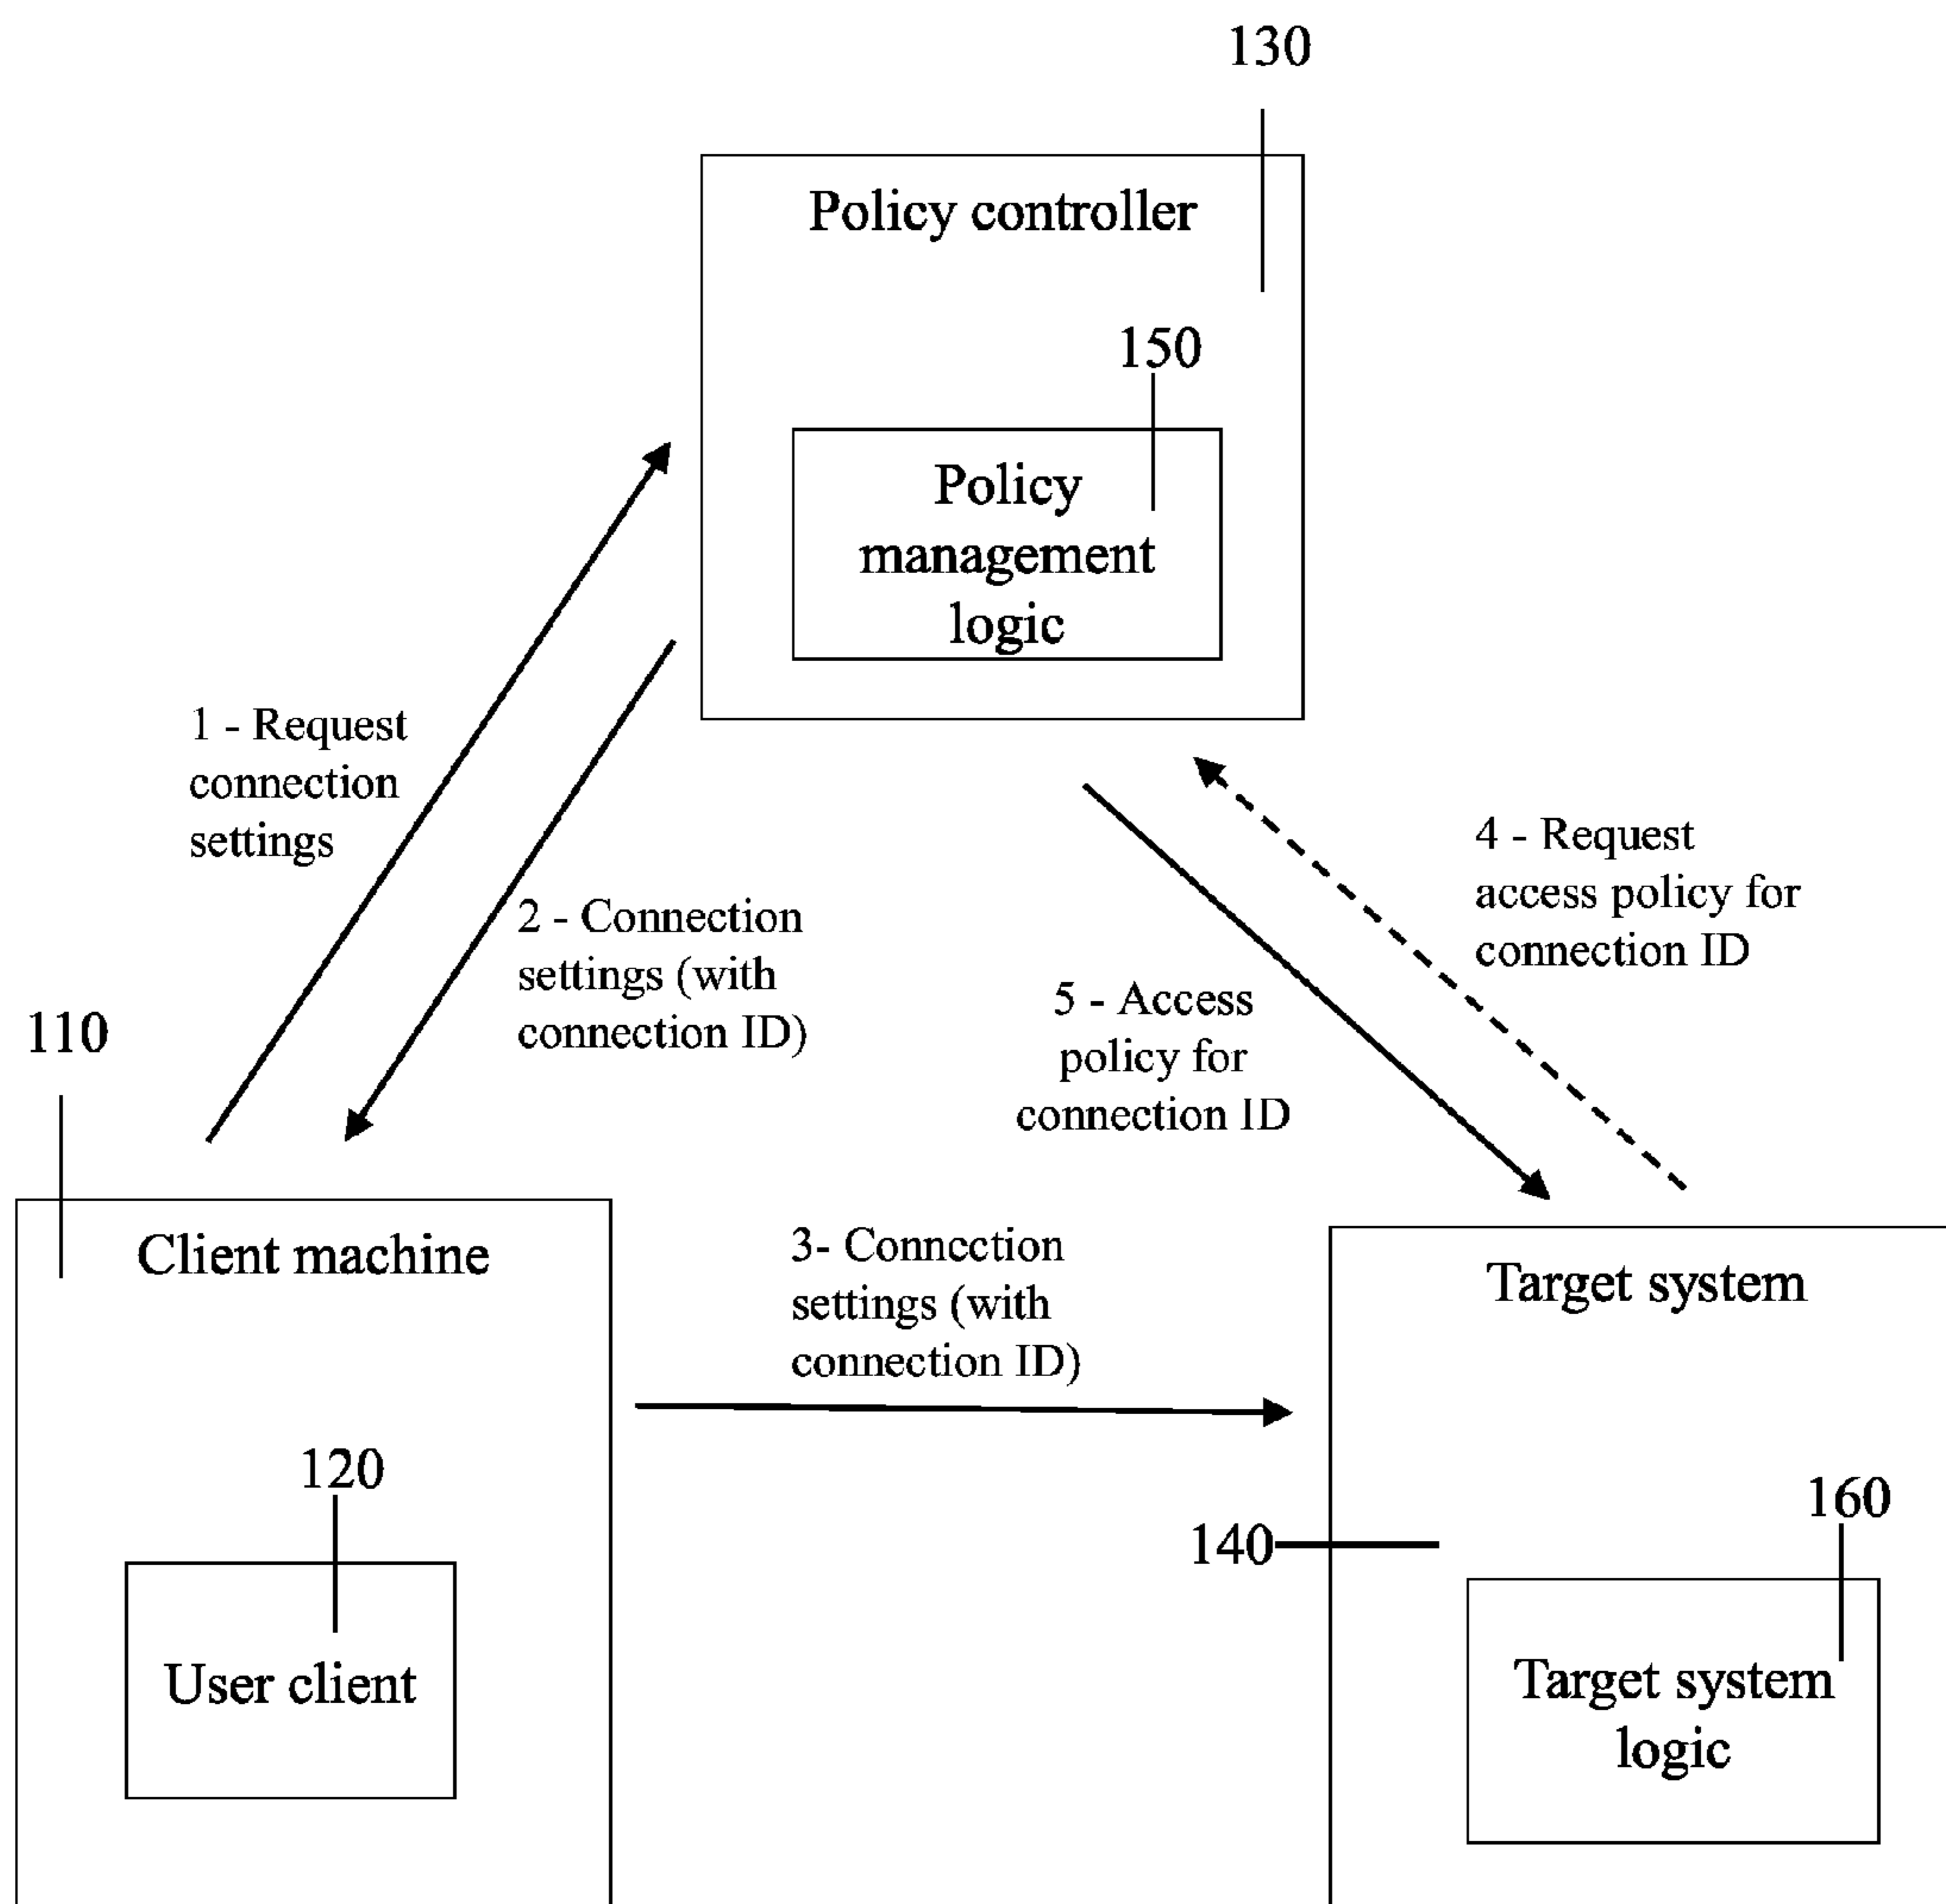 130
Policy controller
150
Policy
management
logic
1 - Request
connection
settings
2 - Connection
settings (with
connection ID)
4 - Request
access policy for
connection ID
5 - Access
policy for
connection ID
110
Client machine
3- Connection
settings (with
connection ID)
Target system
120
140
160
User client
Target system
logic